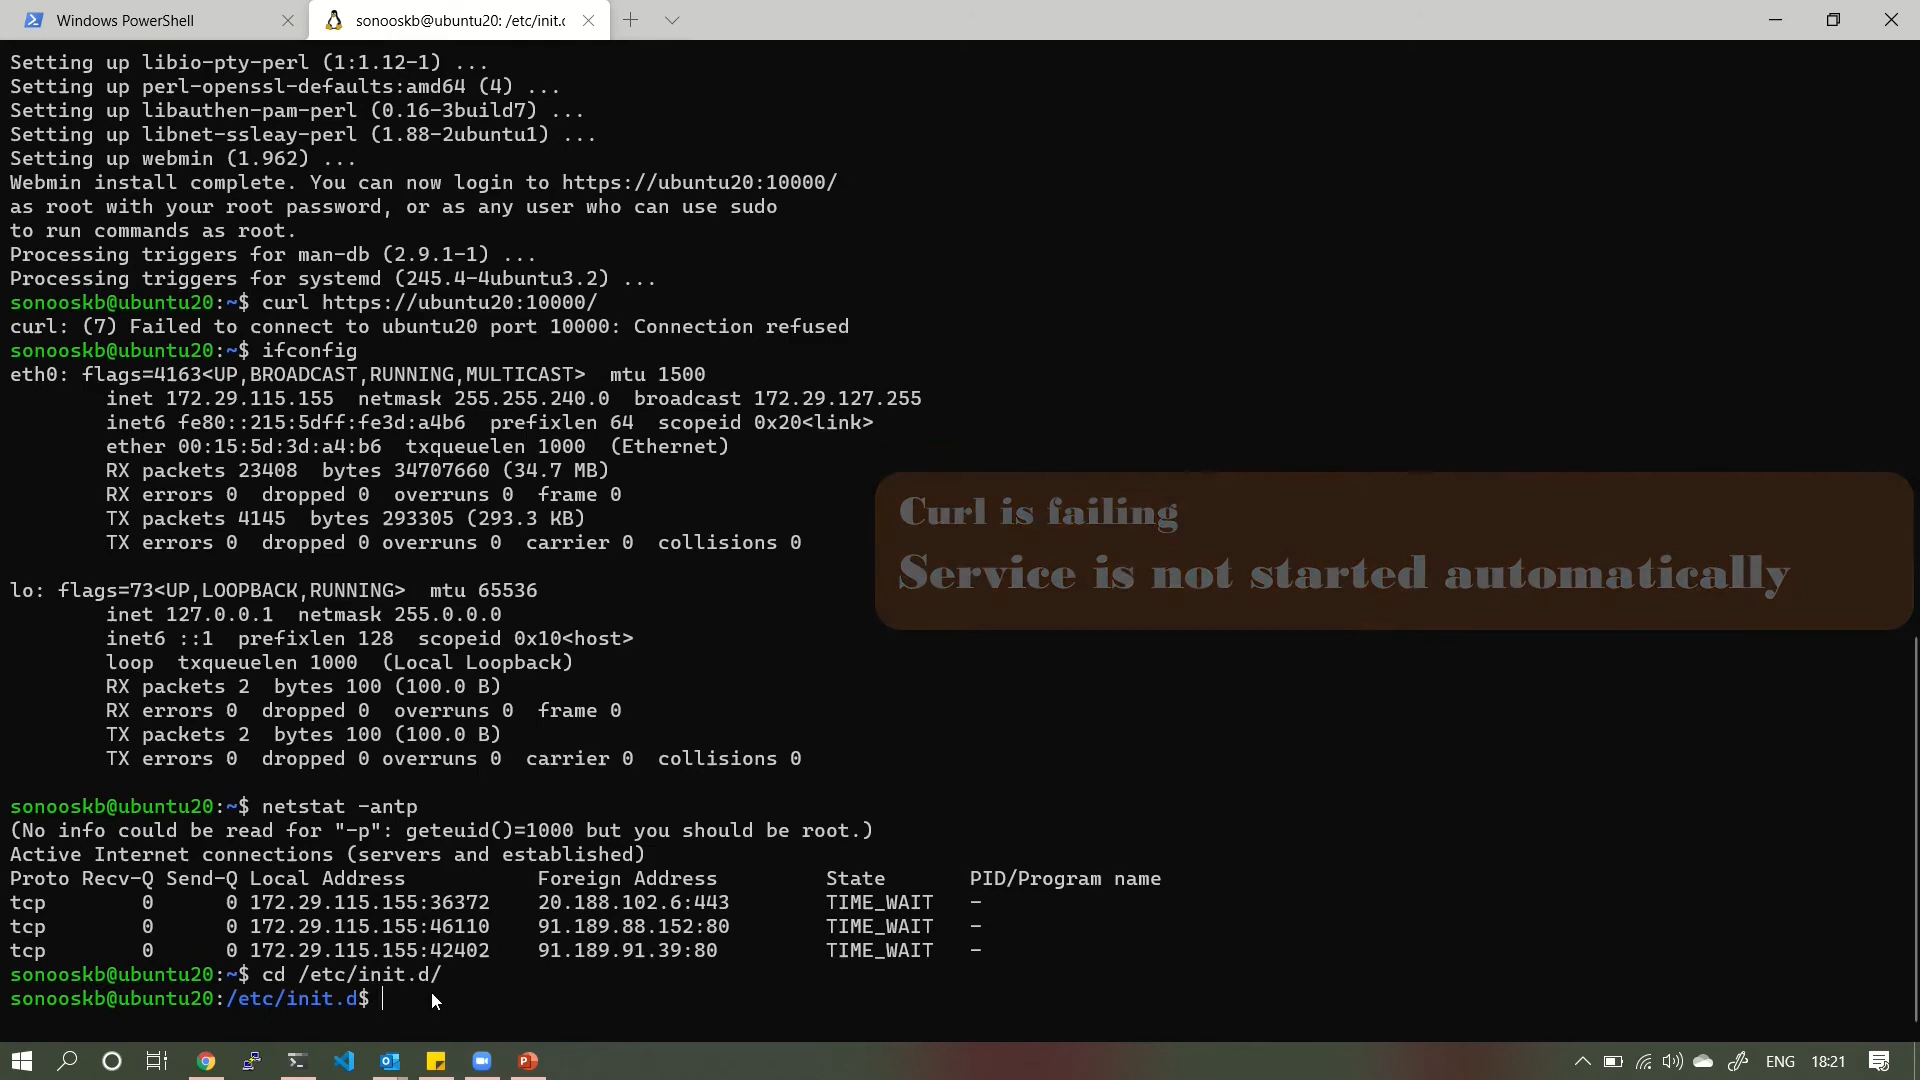 Windows PowerShell
sonooskb@ubuntu20: /etc/init.c
Setting up libio-pty-perl (1:1.12-1) ...
Setting up perl-openssl-defaults:amd64 (4) ...
Setting up libauthen-pam-perl (0.16-3build7) ...
Setting up libnet-ssleay-perl (1.88-2ubuntu1) ...
Setting up webmin (1.962) ...
Webmin install complete. You can now login to https://ubuntu20:10000/
as root with your root password, or as any user who can use sudo
to run commands as root.
Processing triggers for man-db (2.9.1-1) ...
Processing triggers for systemd (245.4-4ubuntu3.2) ...
sonooskb@ubuntu20:~$ curl https://ubuntu20:10000/
curl: (7) Failed to connect to ubuntu20 port 10000: Connection refused
sonooskb@ubuntu20:~$ ifconfig
eth0: flags=4163<UP,BROADCAST,RUNNING,MULTICAST>  mtu 1500
        inet 172.29.115.155  netmask 255.255.240.0  broadcast 172.29.127.255
        inet6 fe80::215:5dff:fe3d:a4b6  prefixlen 64  scopeid 0x20<link>
        ether 00:15:5d:3d:a4:b6  txqueuelen 1000  (Ethernet)
        RX packets 23408  bytes 34707660 (34.7 MB)
        RX errors 0  dropped 0  overruns 0  frame 0
        TX packets 4145  bytes 293305 (293.3 KB)
        TX errors 0  dropped 0 overruns 0  carrier 0  collisions 0
Curl is failing
Service is not started automatically
lo: flags=73<UP,LOOPBACK,RUNNING>  mtu 65536
        inet 127.0.0.1  netmask 255.0.0.0
        inet6 ::1  prefixlen 128  scopeid 0x10<host>
        loop  txqueuelen 1000  (Local Loopback)
        RX packets 2  bytes 100 (100.0 B)
        RX errors 0  dropped 0  overruns 0  frame 0
        TX packets 2  bytes 100 (100.0 B)
        TX errors 0  dropped 0 overruns 0  carrier 0  collisions 0
sonooskb@ubuntu20:~$ netstat -antp
(No info could be read for "-p": geteuid()=1000 but you should be root.)
Active Internet connections (servers and established)
Proto Recv-Q Send-Q Local Address           Foreign Address         State       PID/Program name
tcp        0      0 172.29.115.155:36372    20.188.102.6:443        TIME_WAIT   -
tcp        0      0 172.29.115.155:46110    91.189.88.152:80        TIME_WAIT   -
tcp        0      0 172.29.115.155:42402    91.189.91.39:80         TIME_WAIT   -
sonooskb@ubuntu20:~$ cd /etc/init.d/
sonooskb@ubuntu20:/etc/init.d$
ENG 18:21